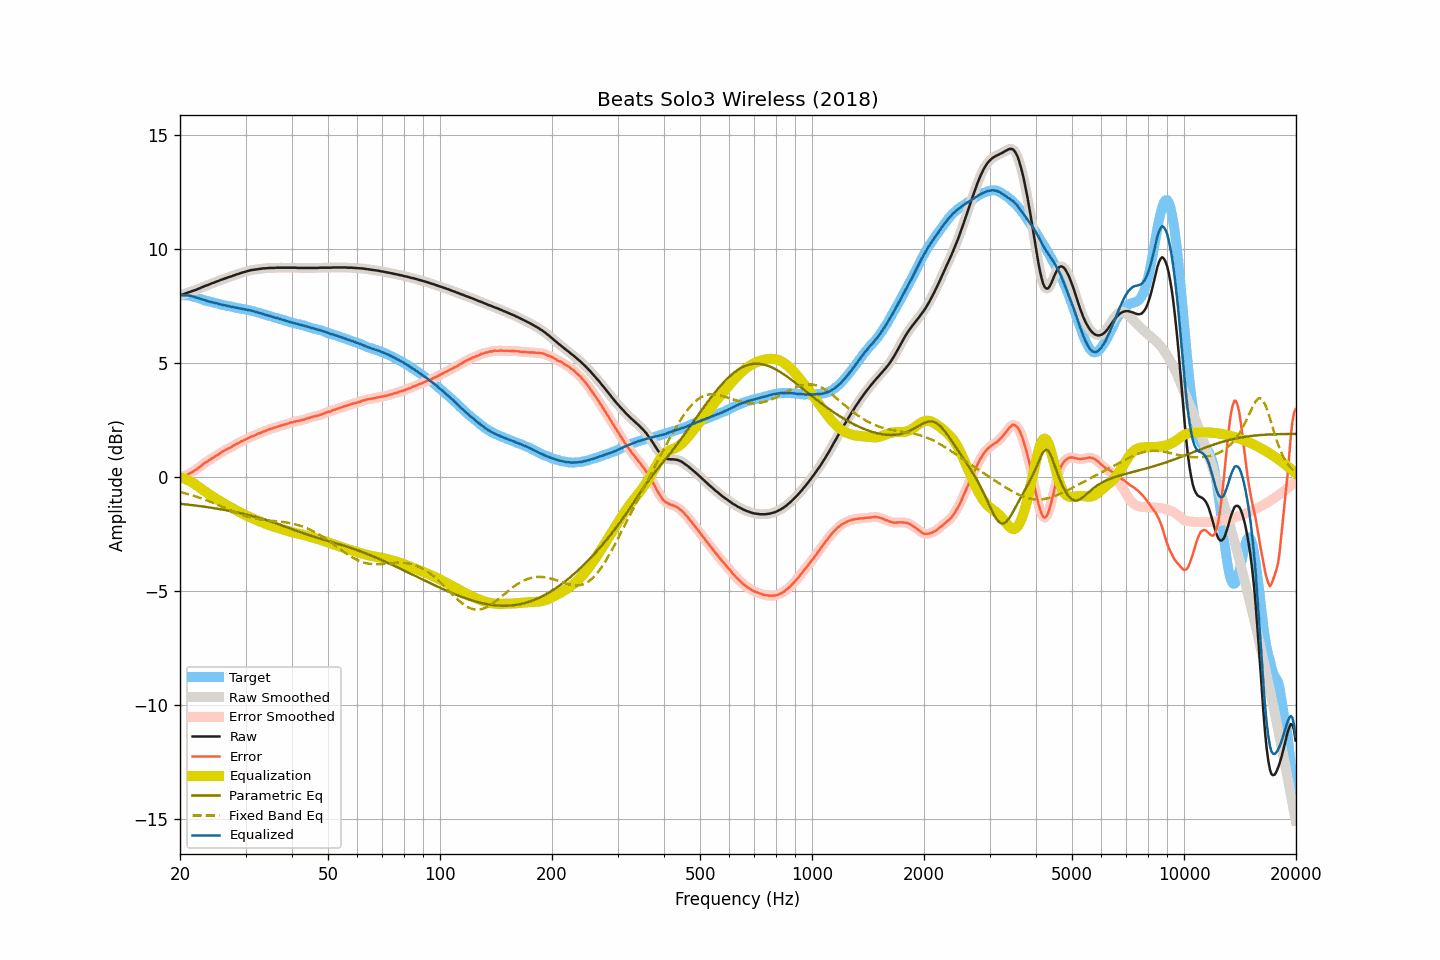 Beats Solo3 Wireless (2018)
15
10
5
0
−5
−10
−15
Amplitude (dBr)
Target
Raw Smoothed
Error Smoothed
Raw
Error
Equalization
Parametric Eq
Fixed Band Eq
Equalized
20 50 100 200 500 1000 2000 5000 10000 20000
Frequency (Hz)